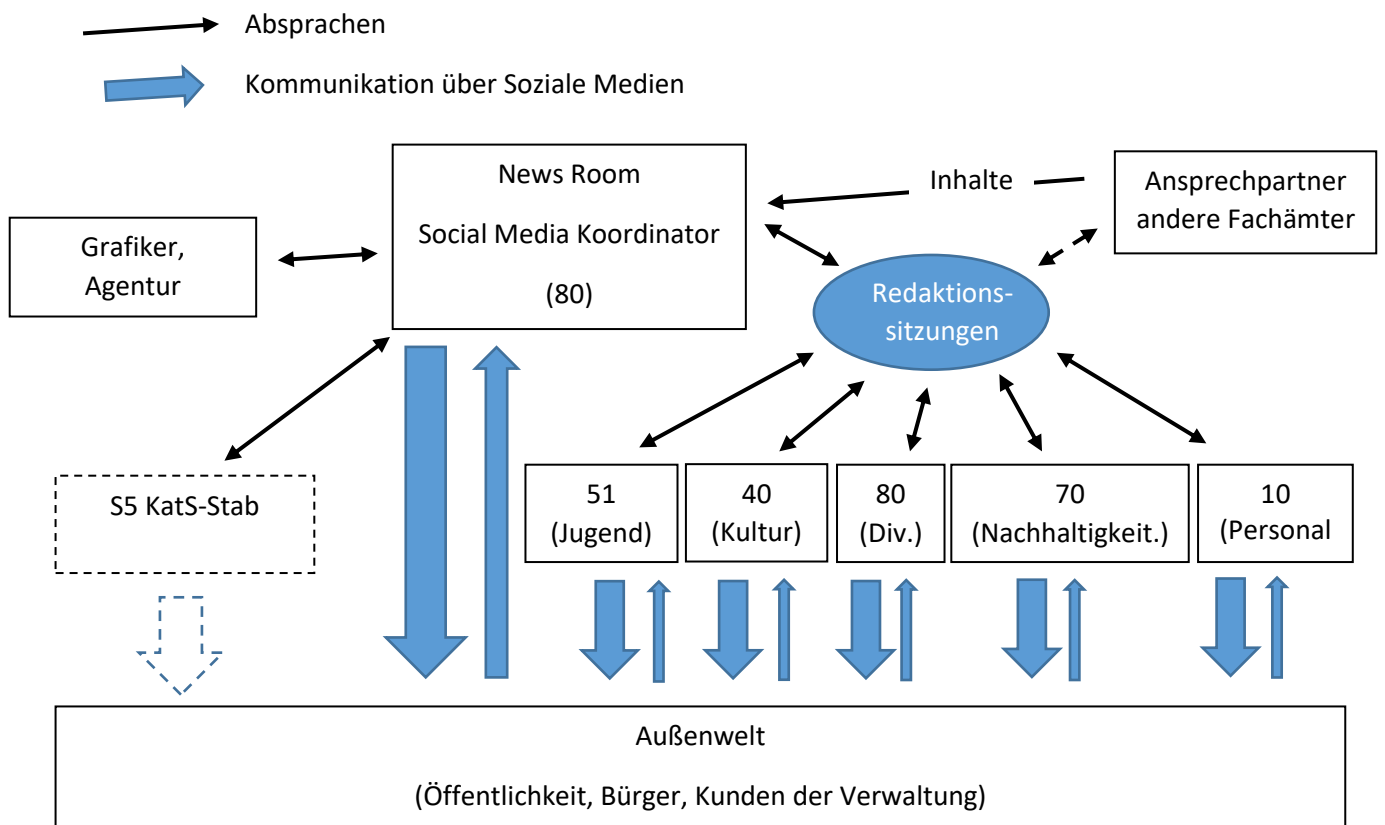 Absprachen
Kommunikation über Soziale Medien
News Room
Social Media Koordinator
(80)
Inhalte
Ansprechpartner
andere Fachämter
Grafiker,
Agentur
Redaktions-
sitzungen
S5 KatS-Stab
51
(Jugend)
40
(Kultur)
80
(Div.)
70
(Nachhaltigkeit.)
10
(Personal
Außenwelt
(Öffentlichkeit, Bürger, Kunden der Verwaltung)